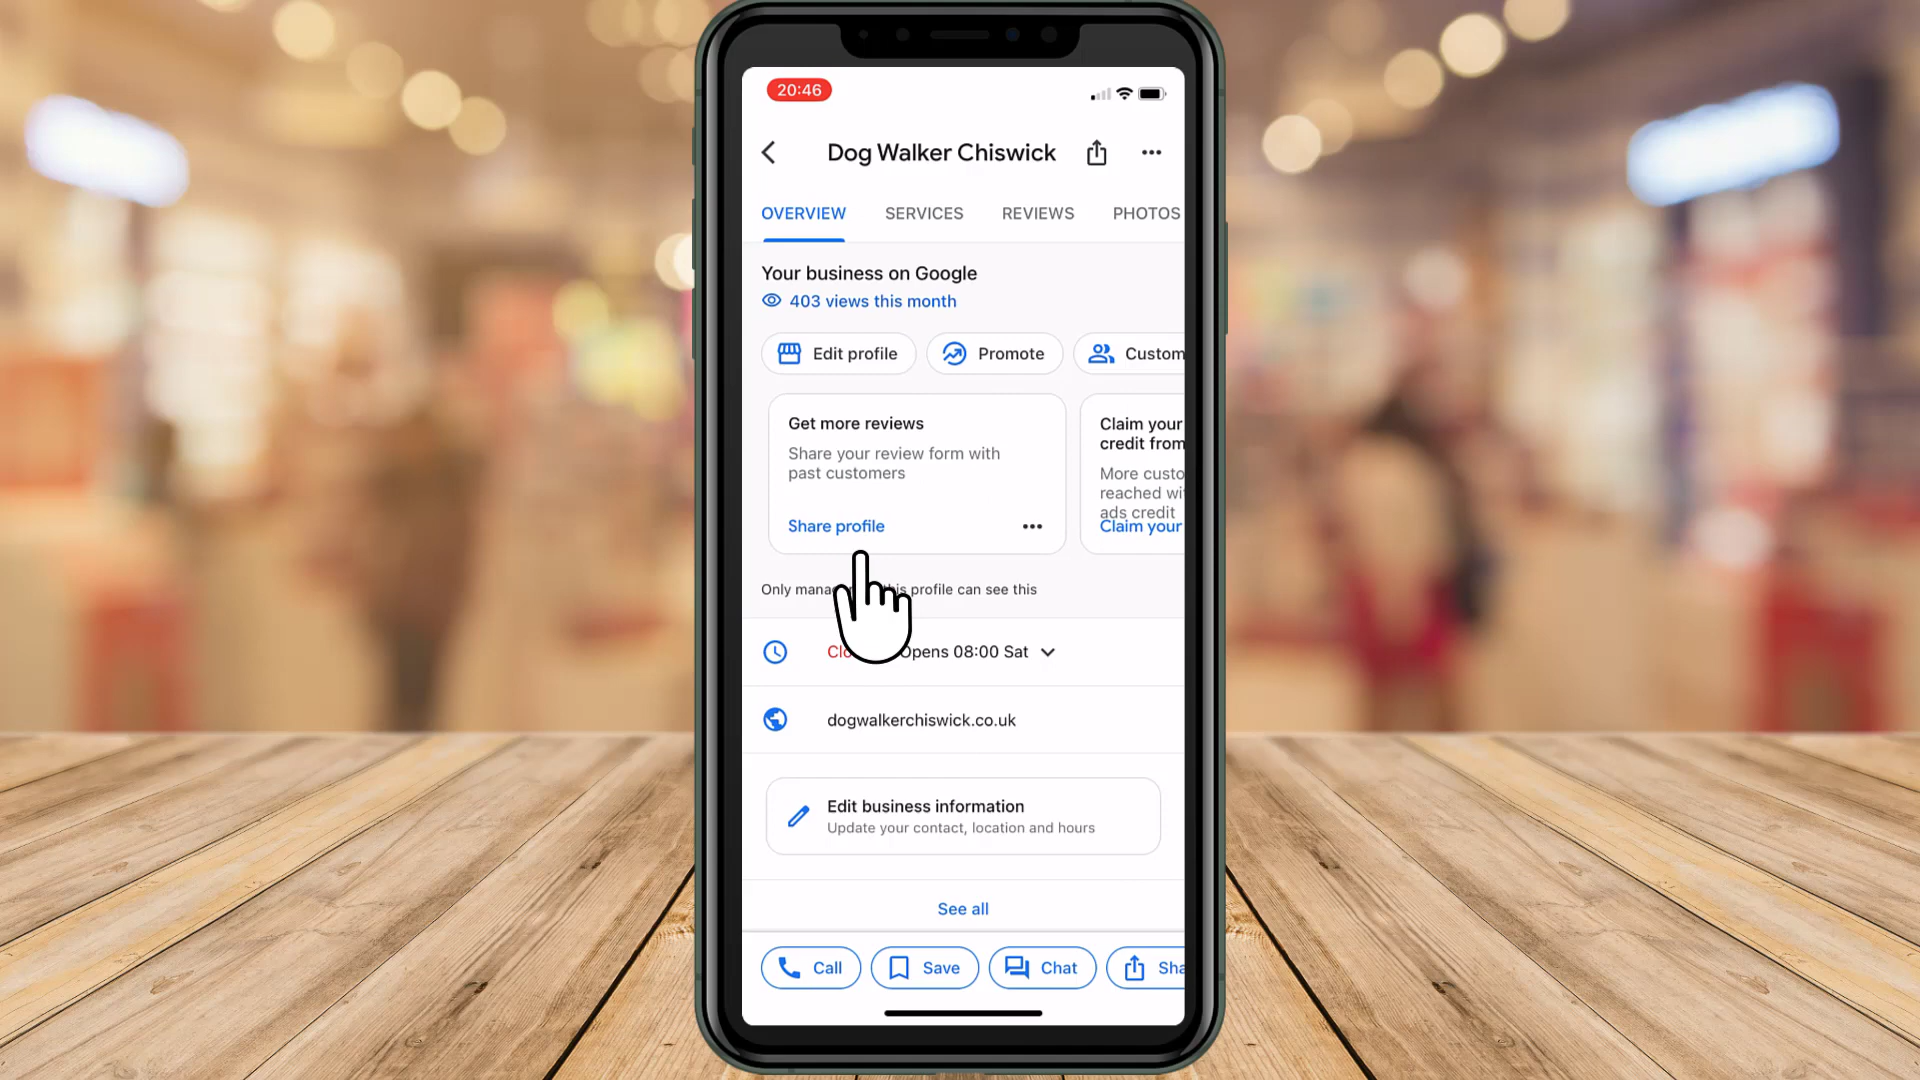 20:46
Dog Walker Chiswick
OVERVIEW SERVICES REVIEWS PHOTOS
Your business on Google
403 views this month
Edit profile Promote Custom
Get more reviews
Share your review form with
past customers
Share profile
Claim your
credit from
More custo
reached wi
ads credit
Claim your
Only mana is profile can see this
Clo Opens 08:00 Sat
dogwalkerchiswick.co.uk
Edit business information
Update your contact, location and hours
See all
Call Save Chat Sha